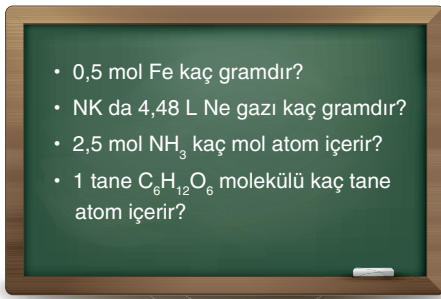 • 0,5 mol Fe kaç gramdır?
• NK da 4,48 L Ne gazı kaç gramdır?
• 2,5 mol NH₃ kaç mol atom içerir?
• 1 tane C₆H₁₂O₆ molekülü kaç tane
atom içerir?